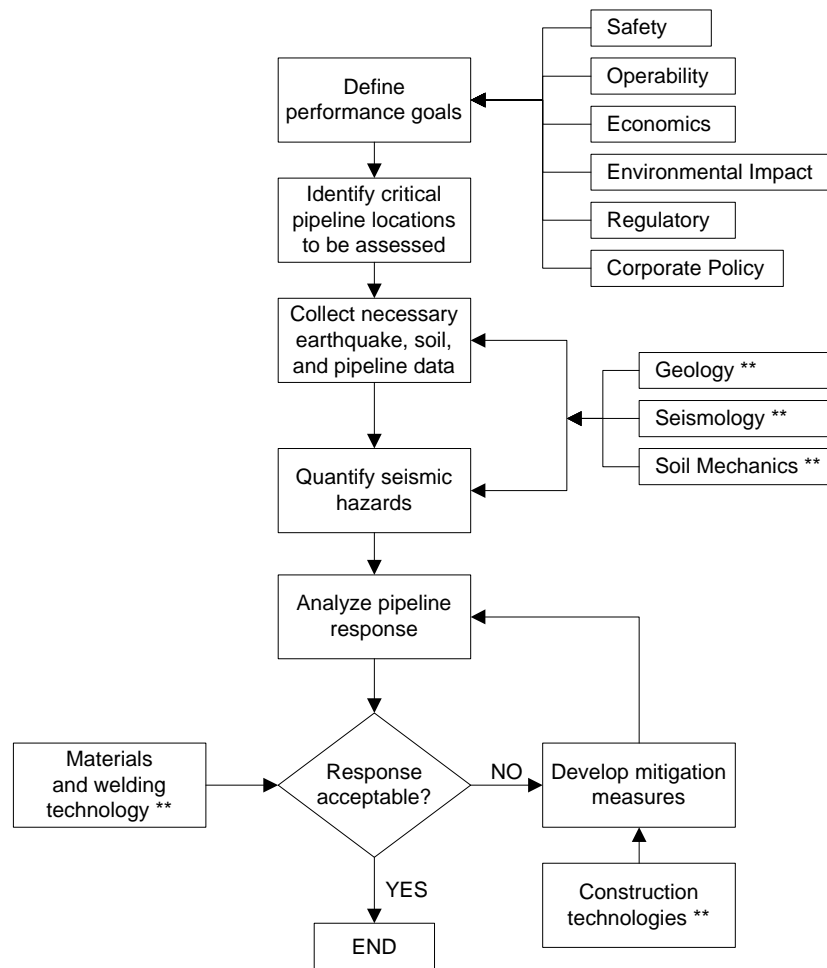 Safety
Define
performance goals
Operability
Economics
Environmental Impact
Regulatory
Corporate Policy
Identify critical
pipeline locations
to be assessed
Collect necessary
earthquake, soil,
and pipeline data
Geology **
Seismology **
Soil Mechanics **
Quantify seismic
hazards
Analyze pipeline
response
Materials
and welding
technology **
Response
acceptable?
NO
Develop mitigation
measures
YES
Construction
technologies **
END